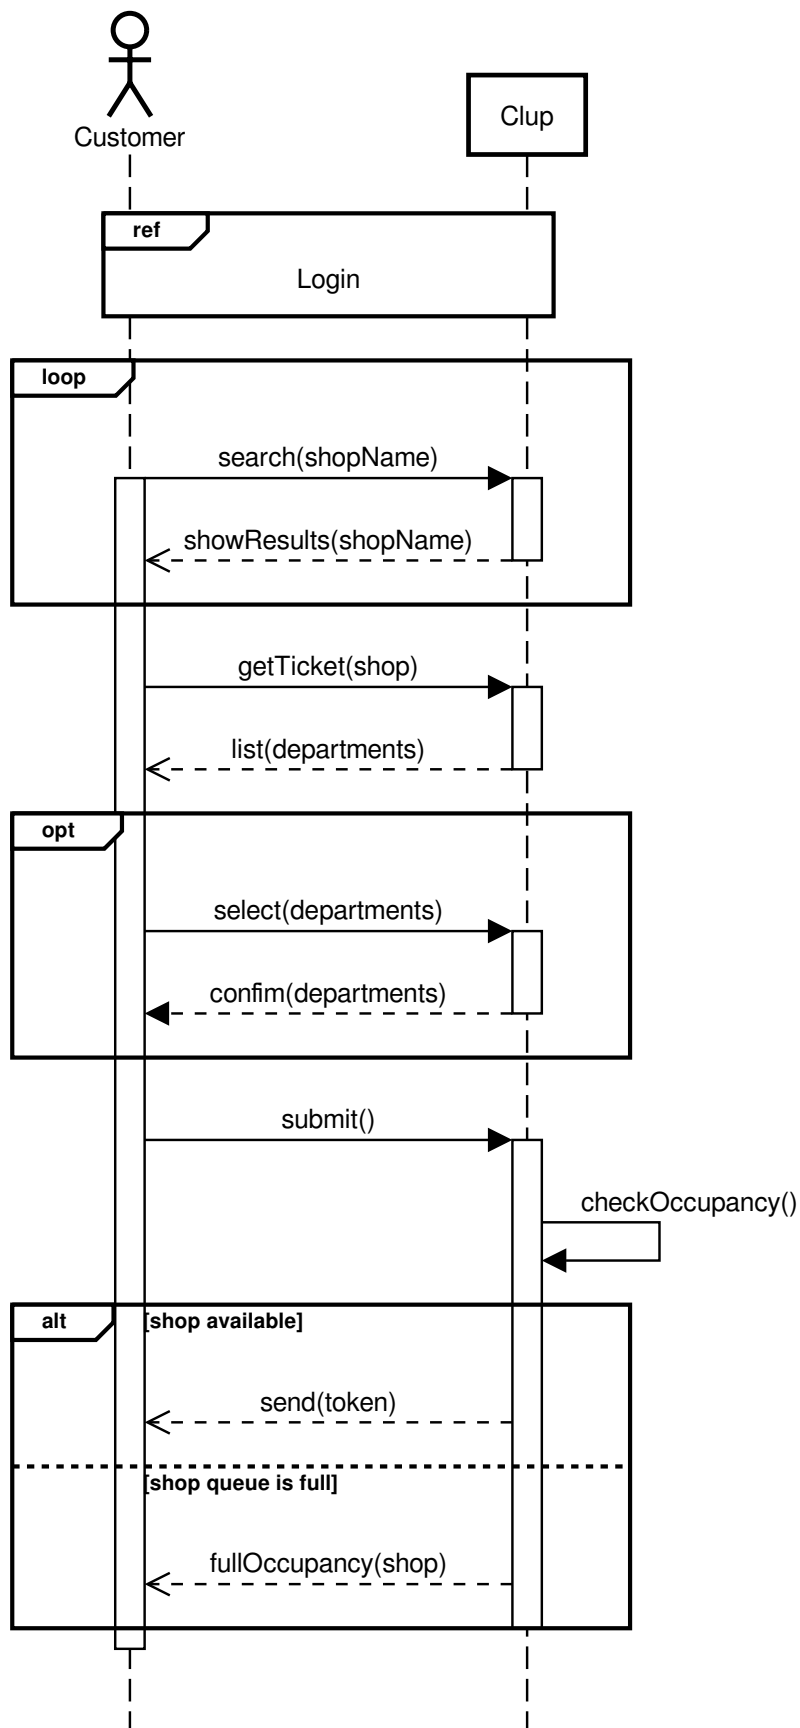 Customer
Clup
ref
Login
loop
search(shopName)
showResults(shopName)
getTicket(shop)
list(departments)
opt
select(departments)
confim(departments)
submit()
checkOccupancy()
alt
[shop available]
send(token)
[shop queue is full]
fullOccupancy(shop)